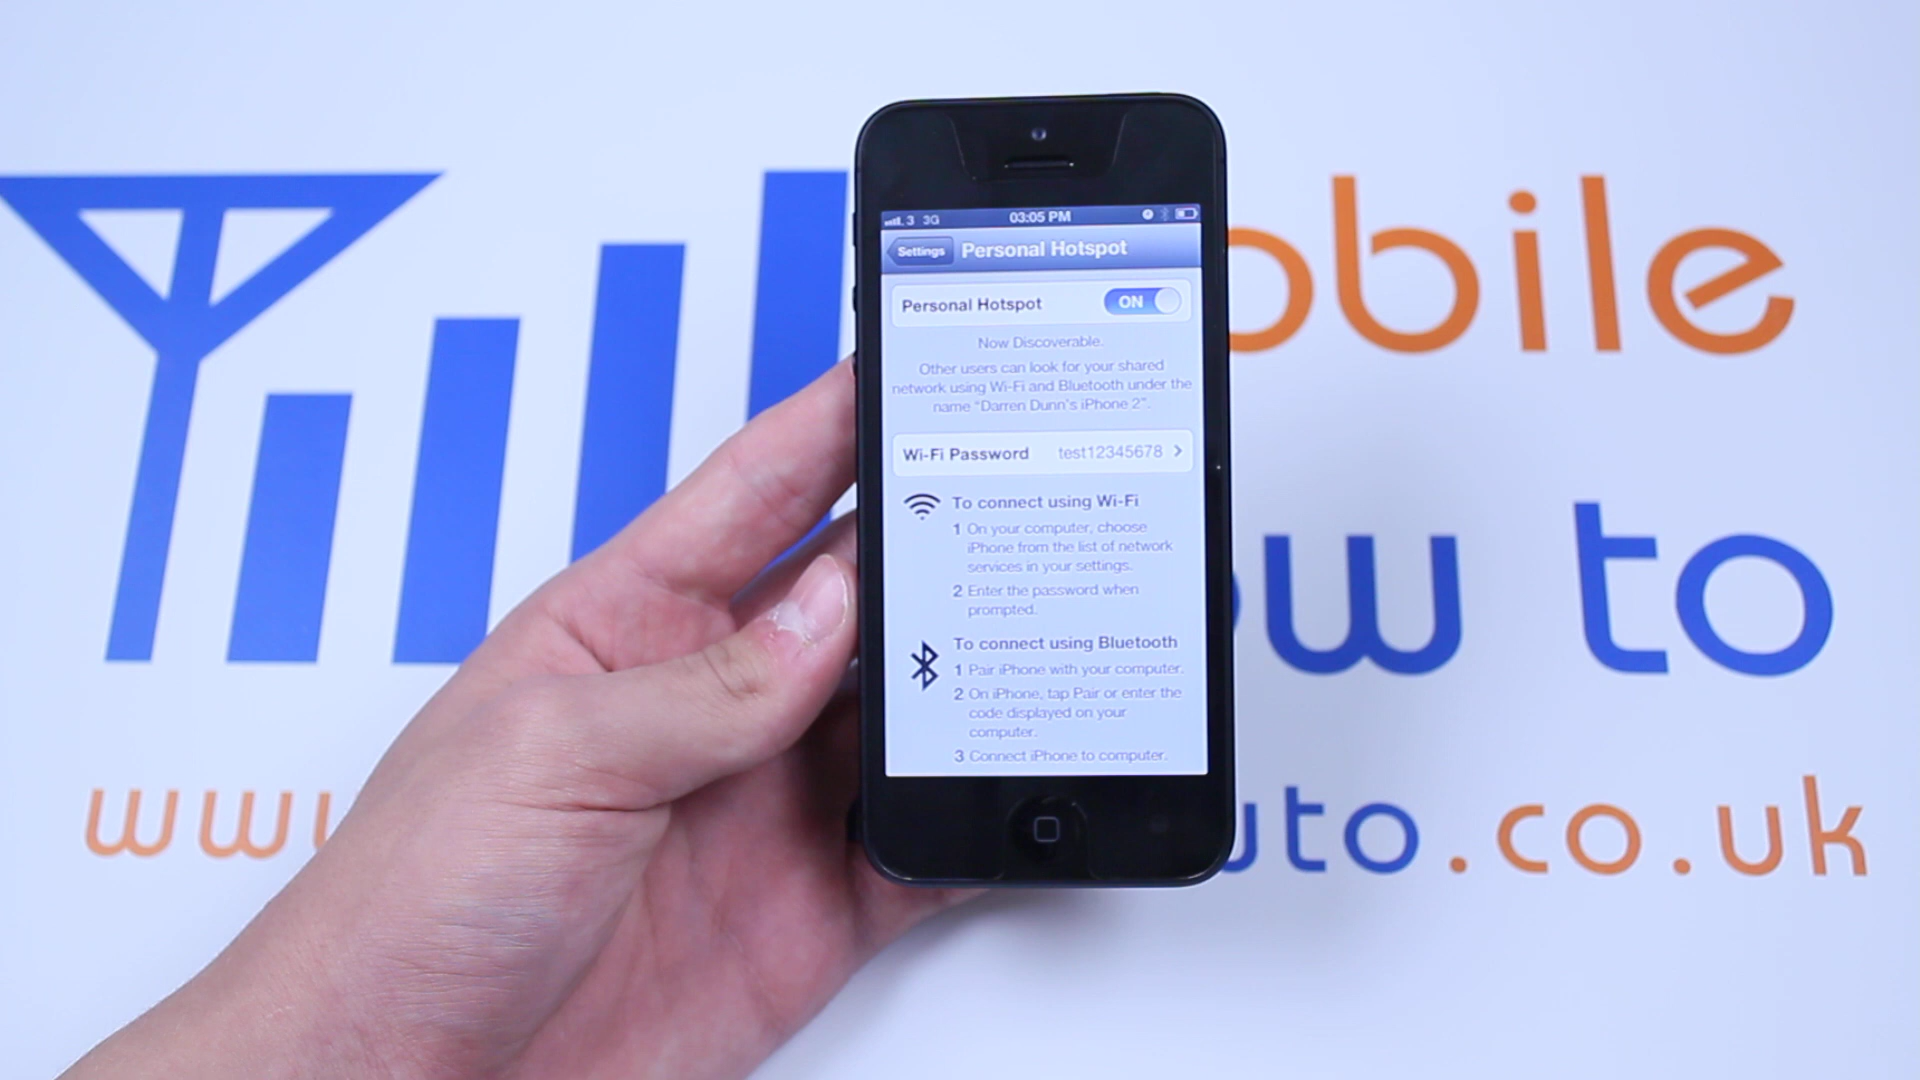 3 3G 03:05 PM
Settings Personal Hotspot
Personal Hotspot ON
Now Discoverable.
Other users can look for your shared
network using Wi-Fi and Bluetooth under the
name "Darren Dunn's iPhone 2".
Wi-Fi Password test12345678
To connect using Wi-Fi
1 On your computer, choose
iPhone from the list of network
services in your settings.
2 Enter the password when
prompted.
To connect using Bluetooth
1 Pair iPhone with your computer.
2 On iPhone, tap Pair or enter the
code displayed on your
computer.
3 Connect iPhone to computer.
obile
ow to
www
uto.co.uk